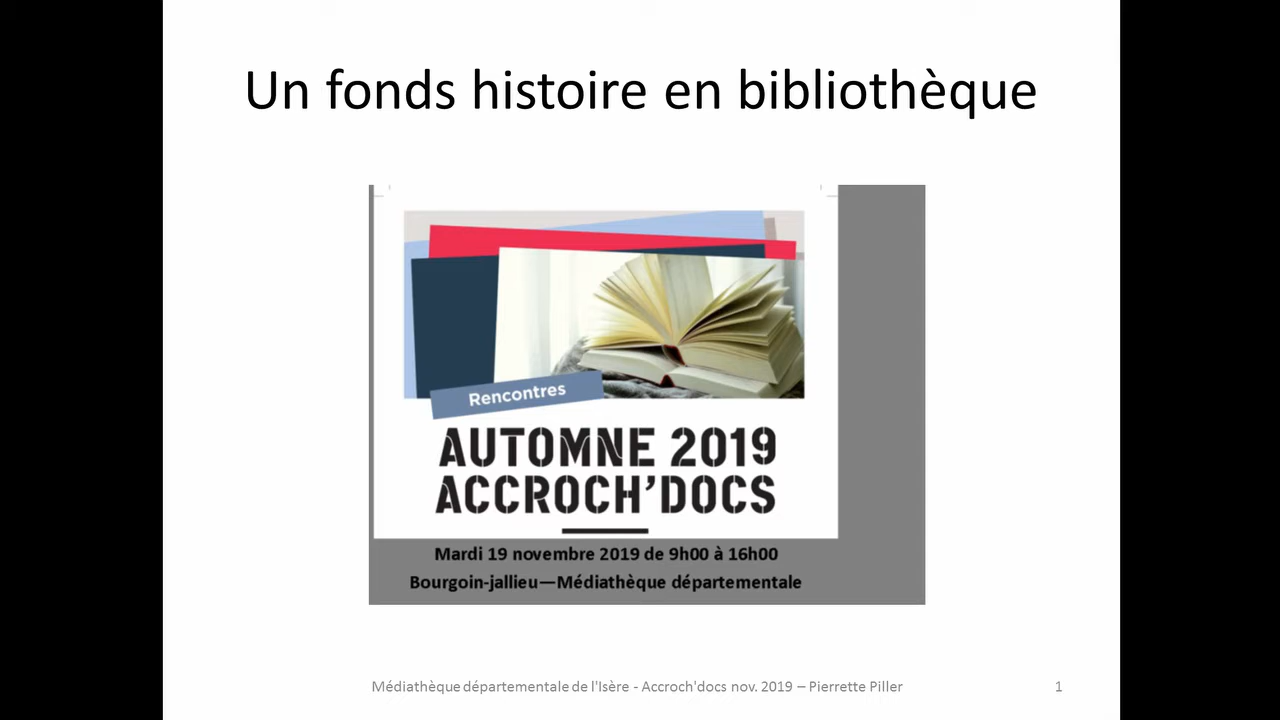 Un fonds histoire en bibliothèque
Rencontres
AUTOMNE 2019
ACCROCH'DOCS
Mardi 19 novembre 2019 de 9h00 à 16h00
Bourgoin-jallieu—Médiathèque départementale
Médiathèque départementale de l'Isère - Accroch'docs nov. 2019 – Pierrette Piller
1